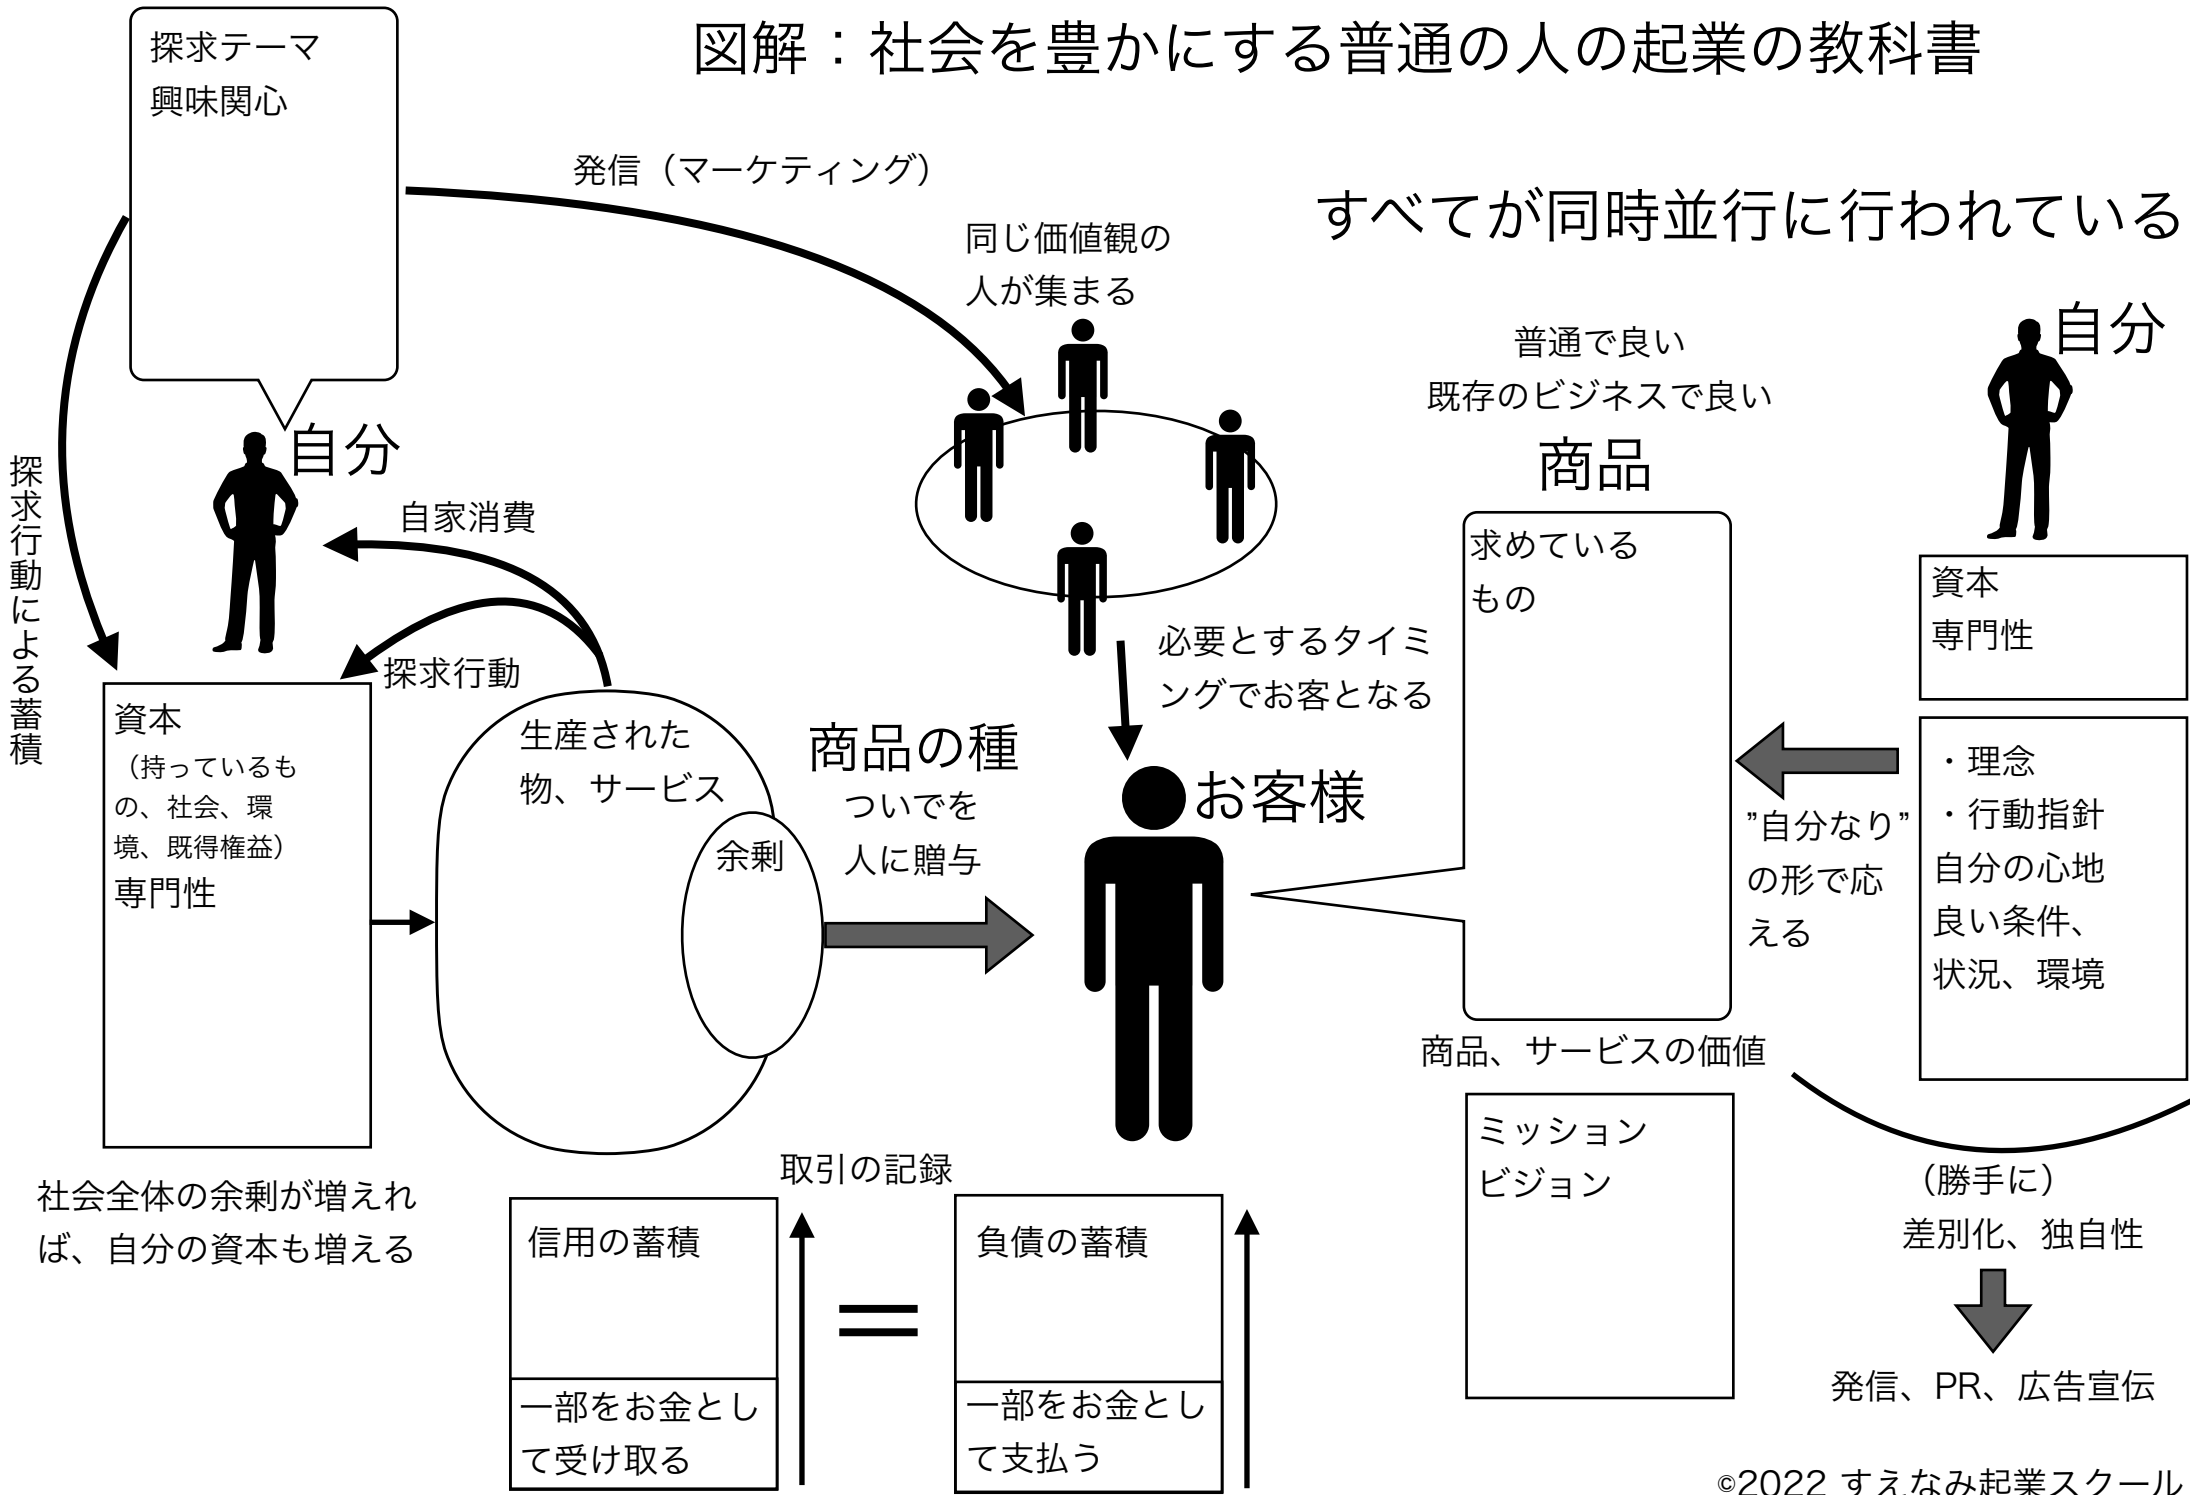 図解：社会を豊かにする普通の人の起業の教科書
すべてが同時並行に行われている
探求テーマ
興味関心
発信（マーケティング）
同じ価値観の
人が集まる
自分
自家消費
探求行動
探求行動による蓄積
資本
（持っているも
の、社会、環
境、既得権益）
専門性
生産された
物、サービス
余剰
商品の種
ついでを
人に贈与
必要とするタイミ
ングでお客となる
お客様
普通で良い
既存のビジネスで良い
商品
求めている
もの
自分
資本
専門性
・理念
・行動指針
自分の心地
良い条件、
状況、環境
”自分なり”
の形で応
える
商品、サービスの価値
ミッション
ビジョン
（勝手に）
差別化、独自性
発信、PR、広告宣伝
社会全体の余剰が増えれ
ば、自分の資本も増える
取引の記録
信用の蓄積
一部をお金とし
て受け取る
＝
負債の蓄積
一部をお金とし
て支払う
©2022 すえなみ起業スクール